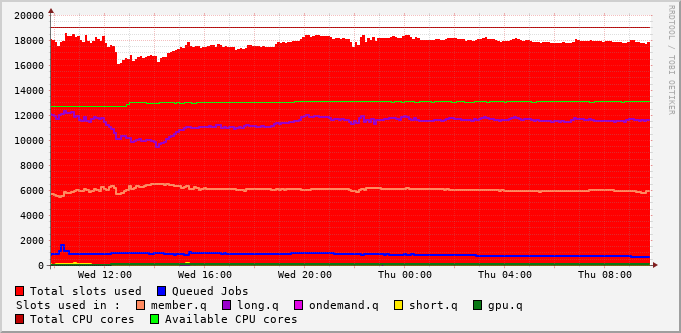 20000
18000
16000
14000
12000
10000
8000
6000
4000
2000
0
Wed 12:00 Wed 16:00 Wed 20:00 Thu 00:00 Thu 04:00 Thu 08:00
Total slots used Queued Jobs
Slots used in : member.q long.q ondemand.q short.q gpu.q
Total CPU cores Available CPU cores
RRDTOOL / TOBI OETIKER